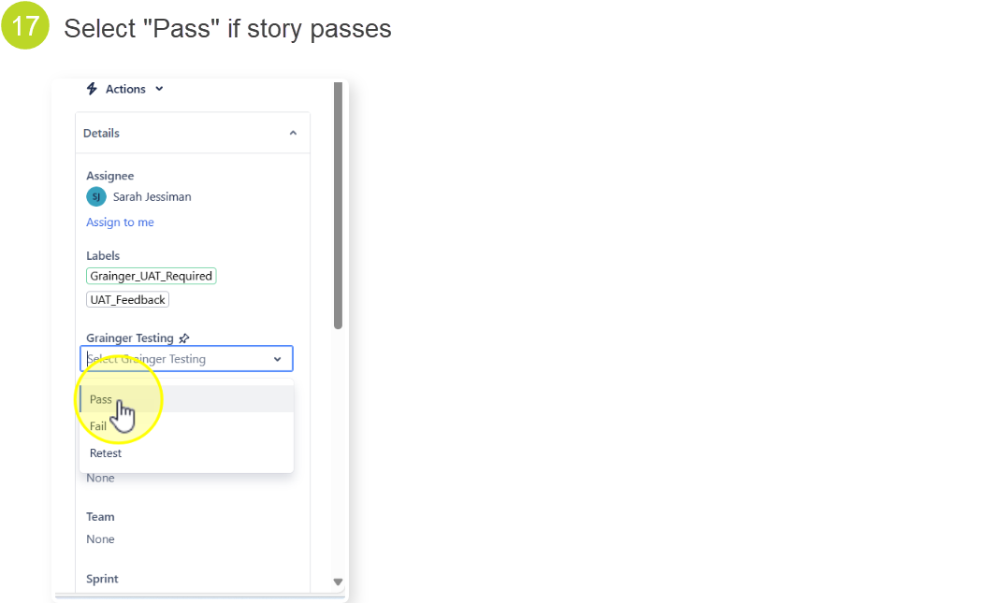 17 Select "Pass" if story passes
Actions
Details
Assignee
SJ Sarah Jessiman
Assign to me
Labels
Grainger_UAT_Required
UAT_Feedback
Grainger Testing
Select Grainger Testing
Pass
Fail
Retest
None
Team
None
Sprint